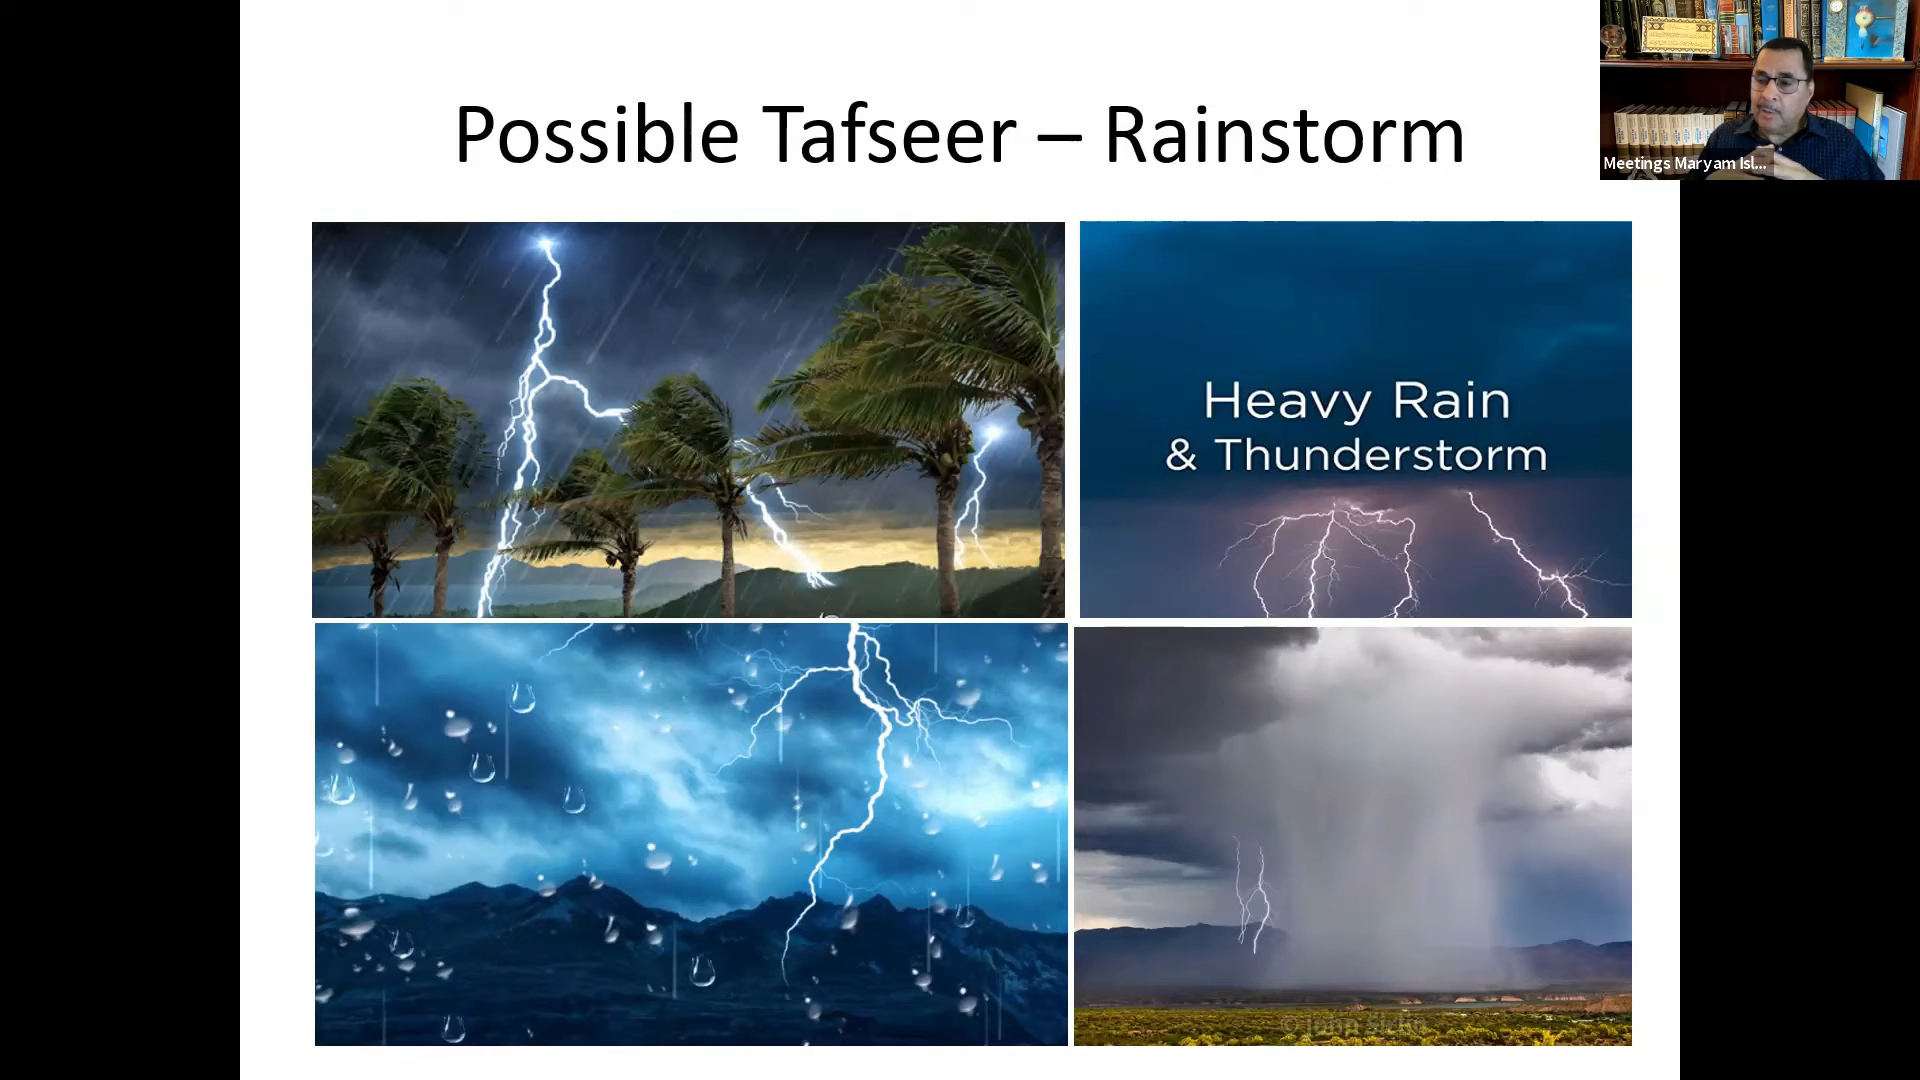 Possible Tafseer – Rainstorm
Meetings Maryam Isl...
Heavy Rain
& Thunderstorm